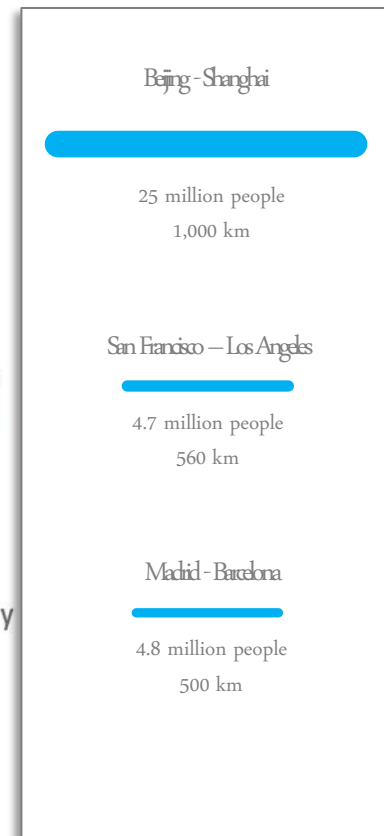 Beijing - Shanghai
25 million people
1,000 km
San Francisco – Los Angeles
4.7 million people
560 km
y
Madrid - Barcelona
4.8 million people
500 km